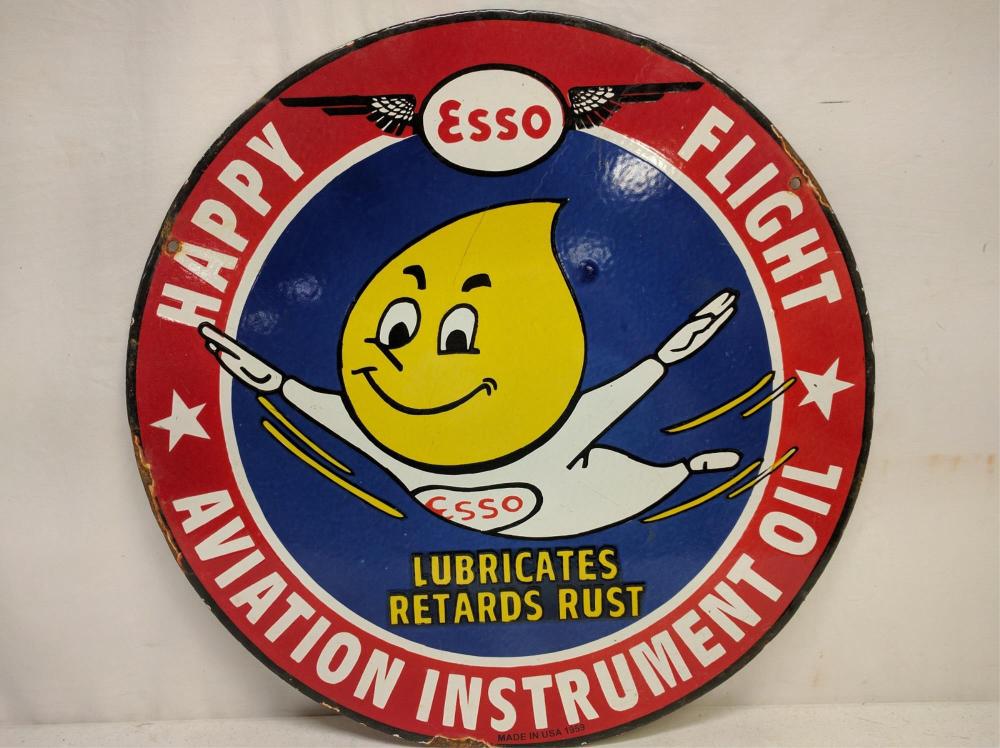 ESSO
HAPPY FLIGHT
ESSO
LUBRICATES
RETARDS RUST
AVIATION INSTRUMENT OIL
MADE IN USA 1959